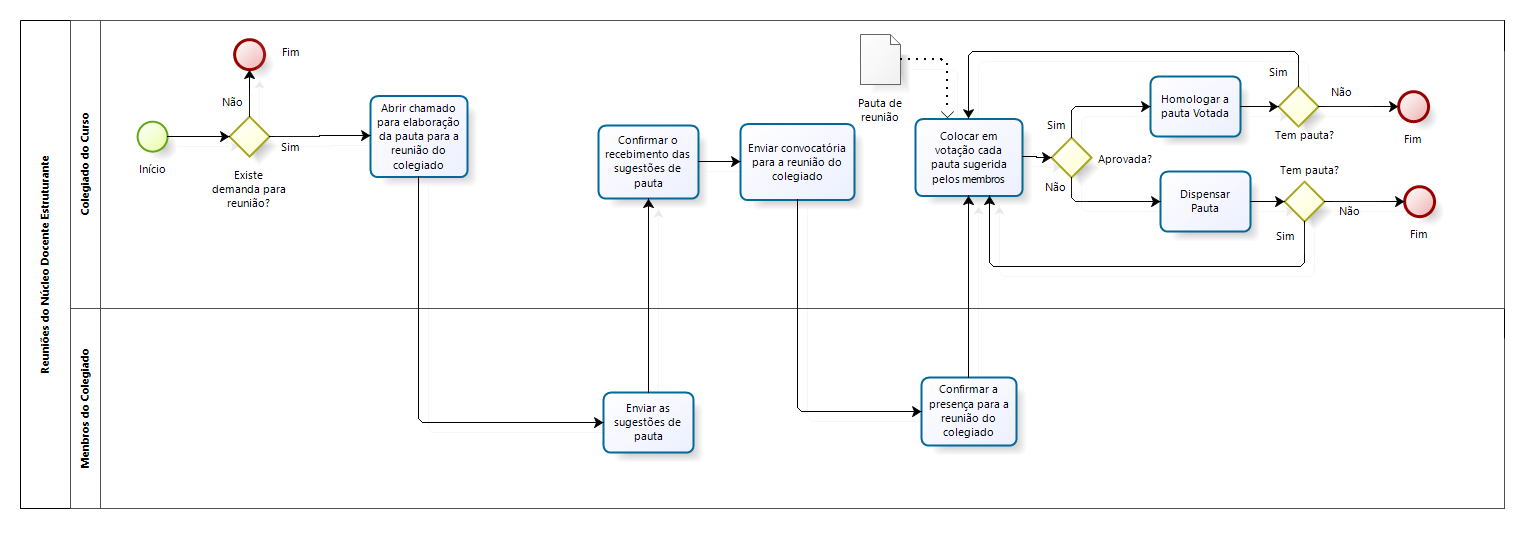 Reuniões do Núcleo Docente Estruturante
Colegiado do Curso
Menbros do Colegiado
Início
Fim
Não
Sim
Existe
demanda para
reunião?
Abrir chamado
para elaboração
da pauta para a
reunião do
colegiado
Enviar as
sugestões de
pauta
Confirmar o
recebimento das
sugestões de
pauta
Enviar convocatória
para a reunião do
colegiado
Confirmar a
presença para a
reunião do
colegiado
Pauta de
reunião
Colocar em
votação cada
pauta sugerida
pelos membros
Aprovada?
Sim
Não
Homologar a
pauta Votada
Sim
Tem pauta?
Não
Fim
Dispensar
Pauta
Tem pauta?
Sim
Não
Fim